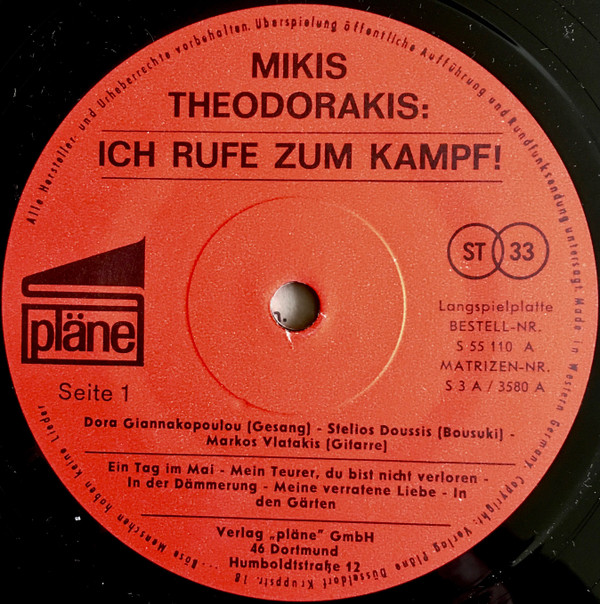 MIKIS
THEODORAKIS:
ICH RUFE ZUM KAMPF!
ST 33
Langspielplatte
BESTELL-NR.
S 55 110 A
MATRIZEN-NR.
S 3 A / 3580 A
pläne
Seite 1
Dora Giannakopoulou (Gesang) - Stelios Doussis (Bousuki) -
Markos Vlatakis (Gitarre)
Ein Tag im Mai - Mein Teurer, du bist nicht verloren -
In der Dämmerung - Meine verratene Liebe - In
den Gärten
Verlag „pläne" GmbH
46 Dortmund
Humboldtstraße 12
Alle Hersteller- und Urheberrechte vorbehalten. Überspielung öffentliche Aufführung und Rundfunksendung untersagt. Made in Western Germany. Copyright: Verlag Pläne Düsseldorf Kruppstr. 18
... Böse Menschen haben keine Lieder